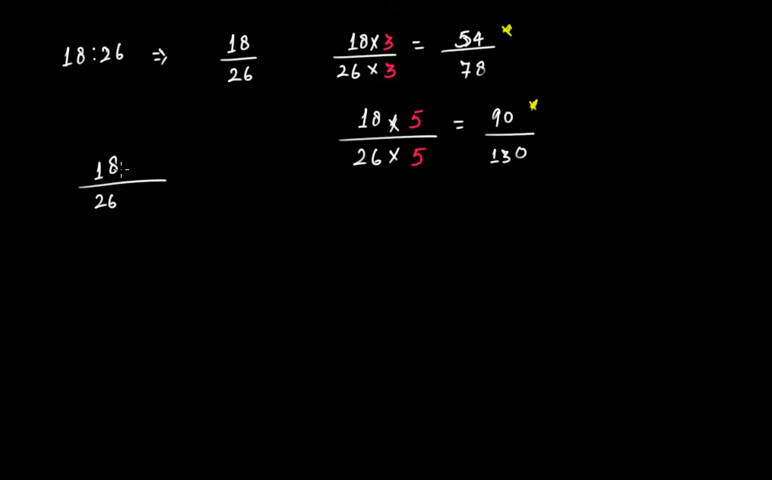 18:26 ⇒ 18/26 18×3/26×3 = 54/78 *
18×5/26×5 = 90/130 *
18÷/26